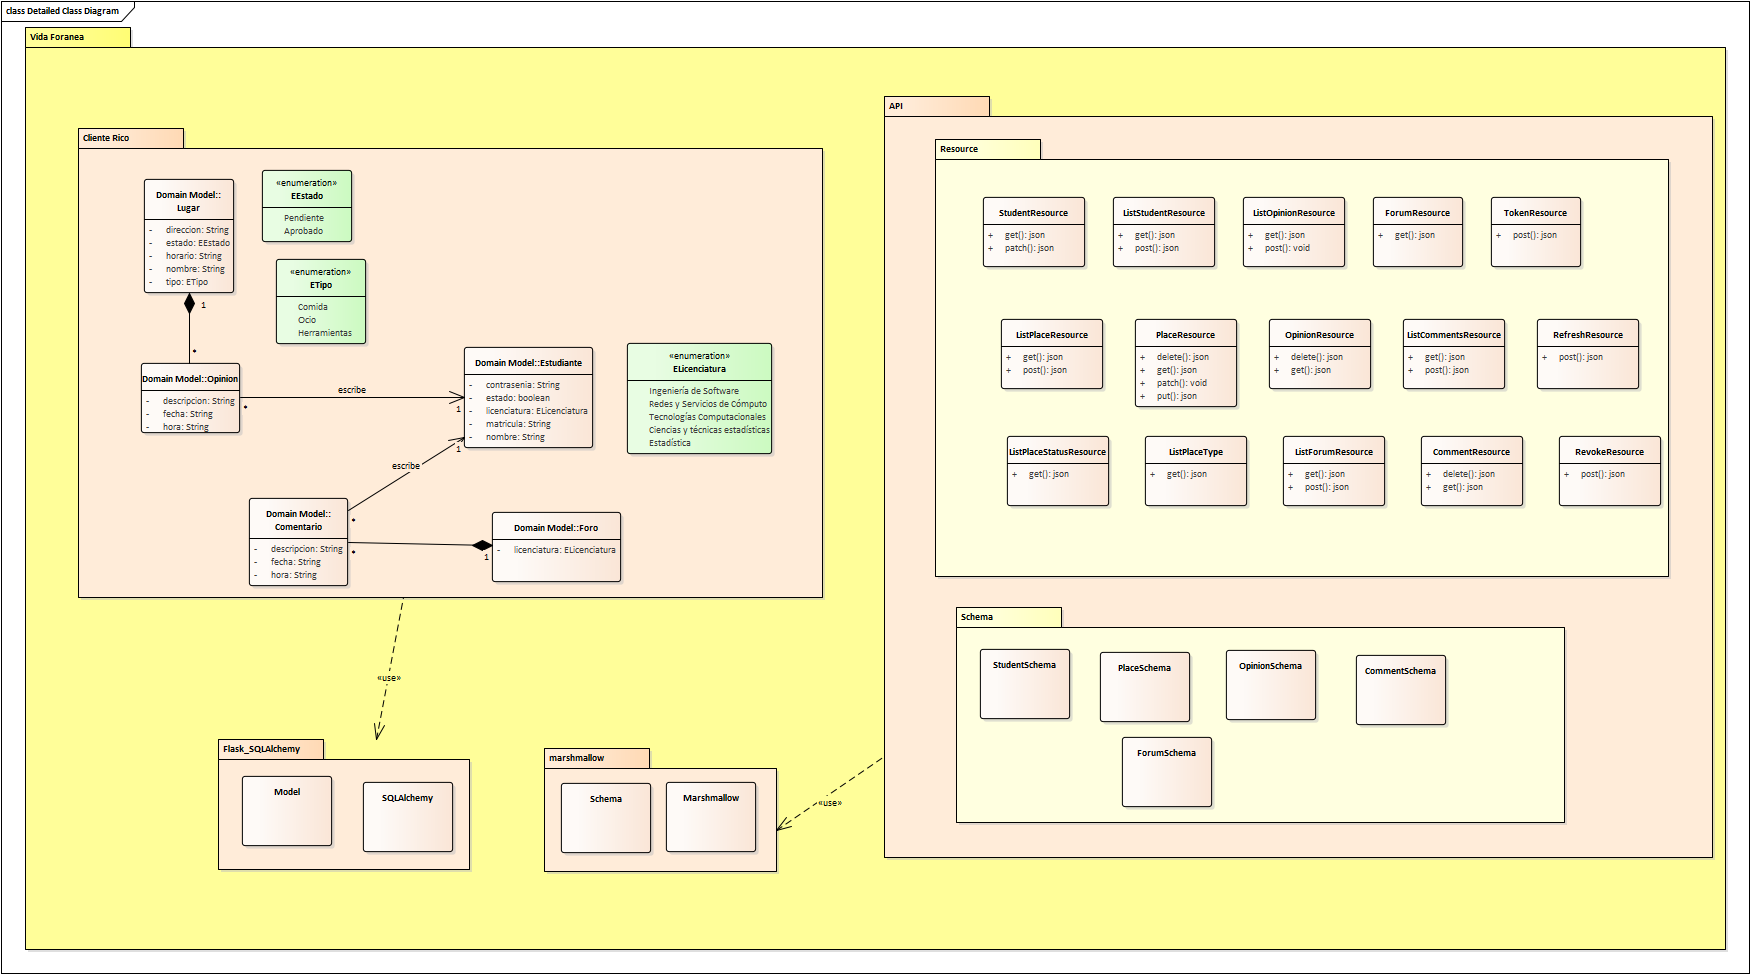 class Detailed Class Diagram
Vida Foranea
Cliente Rico
Domain Model::
Lugar
- direccion: String
- estado: EEstado
- horario: String
- nombre: String
- tipo: ETipo
«enumeration»
EEstado
Pendiente
Aprobado
«enumeration»
ETipo
Comida
Ocio
Herramientas
1
*
Domain Model::Opinion
- descripcion: String
- fecha: String
- hora: String
*
escribe
1
Domain Model::Estudiante
- contrasenia: String
- estado: boolean
- licenciatura: ELicenciatura
- matricula: String
- nombre: String
«enumeration»
ELicenciatura
Ingeniería de Software
Redes y Servicios de Cómputo
Tecnologías Computacionales
Ciencias y técnicas estadísticas
Estadística
1
escribe
*
Domain Model::
Comentario
- descripcion: String
- fecha: String
- hora: String
*
1
Domain Model::Foro
- licenciatura: ELicenciatura
«use»
Flask_SQLAlchemy
Model
SQLAlchemy
marshmallow
Schema
Marshmallow
«use»
API
Resource
StudentResource
+ get(): json
+ patch(): json
ListStudentResource
+ get(): json
+ post(): json
ListOpinionResource
+ get(): json
+ post(): void
ForumResource
+ get(): json
TokenResource
+ post(): json
ListPlaceResource
+ get(): json
+ post(): json
PlaceResource
+ delete(): json
+ get(): json
+ patch(): void
+ put(): json
OpinionResource
+ delete(): json
+ get(): json
ListCommentsResource
+ get(): json
+ post(): json
RefreshResource
+ post(): json
ListPlaceStatusResource
+ get(): json
ListPlaceType
+ get(): json
ListForumResource
+ get(): json
+ post(): json
CommentResource
+ delete(): json
+ get(): json
RevokeResource
+ post(): json
Schema
StudentSchema
PlaceSchema
OpinionSchema
CommentSchema
ForumSchema